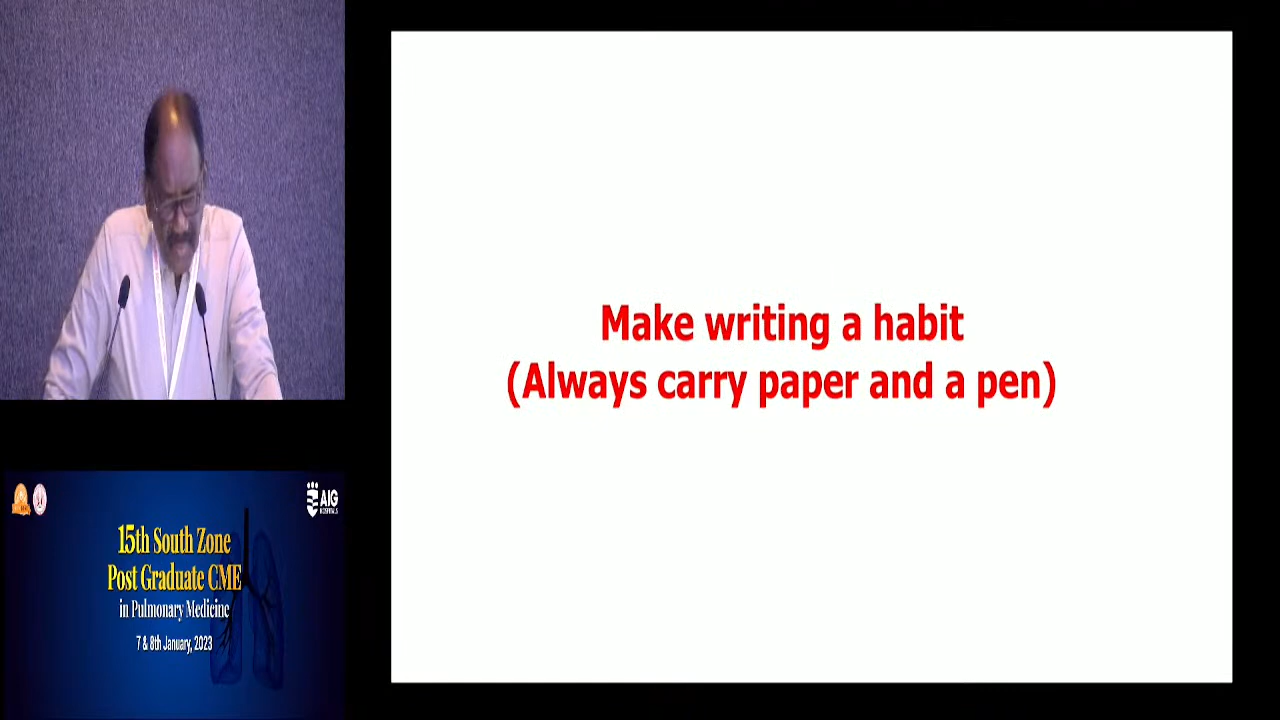 Make writing a habit
(Always carry paper and a pen)
AIG
HOSPITALS
15th South Zone
Post Graduate CME
in Pulmonary Medicine
7 & 8th January, 2023